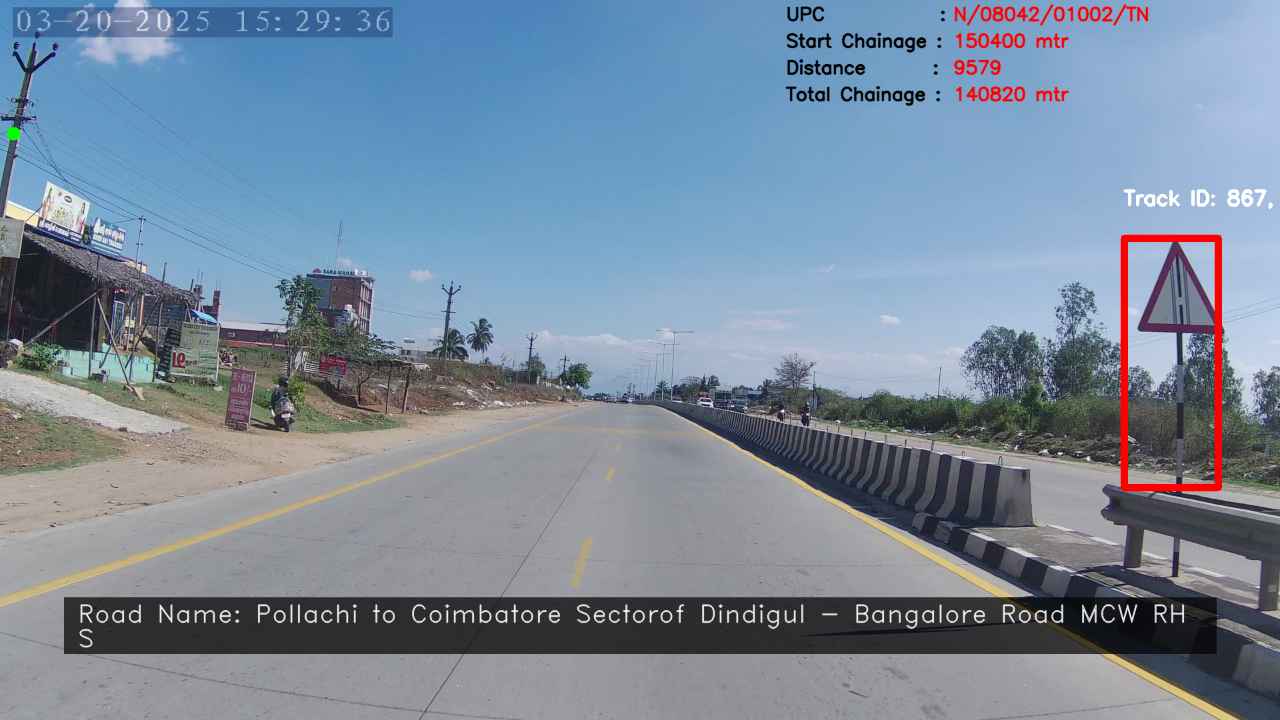 03-20-2025 15:29:36
UPC : N/08042/01002/TN
Start Chainage : 150400 mtr
Distance : 9579
Total Chainage : 140820 mtr
Track ID: 867,
Road Name: Pollachi to Coimbatore Sectorof Dindigul - Bangalore Road MCW RH
S